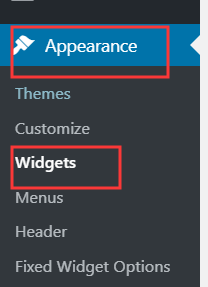 Appearance
Themes
Customize
Widgets
Menus
Header
Fixed Widget Options